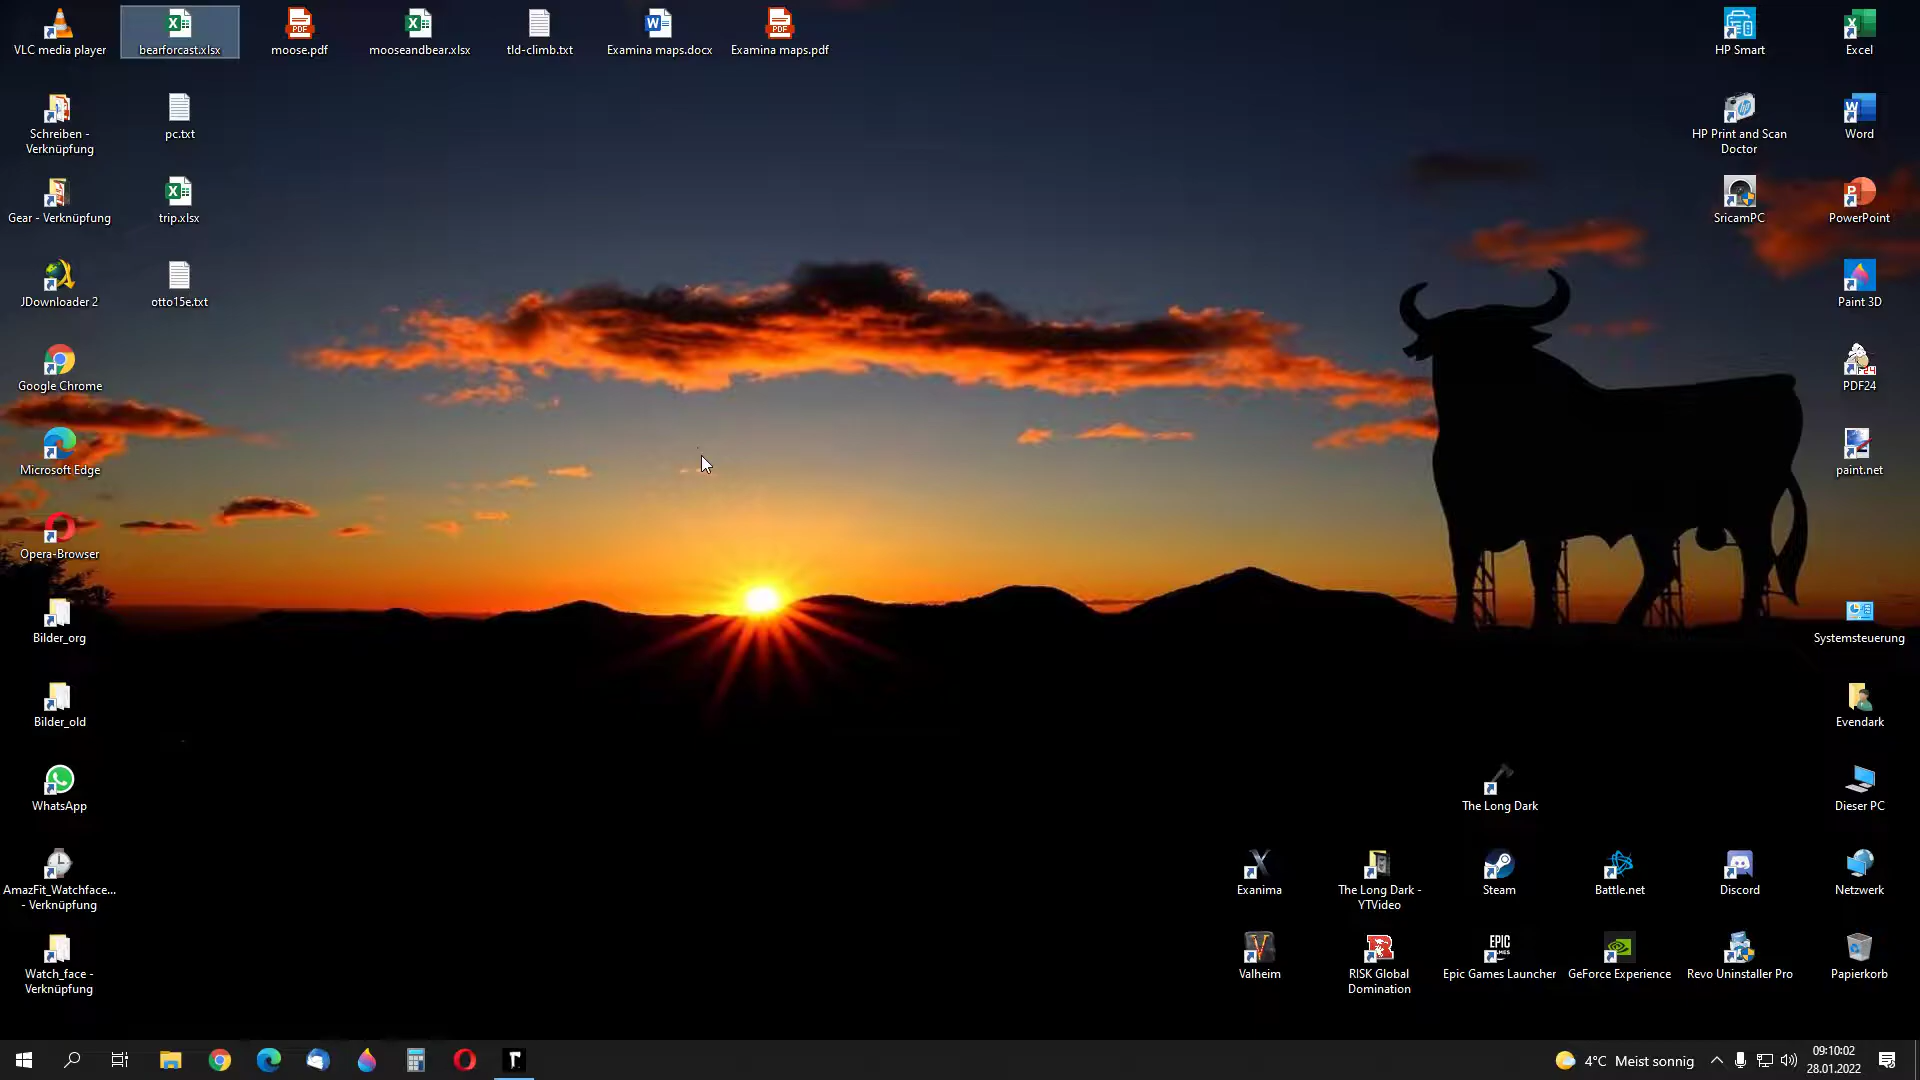 VLC media player
bearforcast.xlsx
moose.pdf
mooseandbear.xlsx
tld-climb.txt
Examina maps.docx
Examina maps.pdf
HP Smart
Excel
Schreiben -
Verknüpfung
pc.txt
HP Print and Scan
Doctor
Word
Gear - Verknüpfung
trip.xlsx
SricamPC
PowerPoint
JDownloader 2
otto15e.txt
Paint 3D
Google Chrome
PDF24
Microsoft Edge
paint.net
Opera-Browser
Bilder_org
Systemsteuerung
Bilder_old
Evendark
WhatsApp
The Long Dark
Dieser PC
AmazFit_Watchface...
- Verknüpfung
Exanima
The Long Dark -
YTVideo
Steam
Battle.net
Discord
Netzwerk
Watch_face -
Verknüpfung
Valheim
RISK Global
Domination
EPIC
GAMES
Epic Games Launcher
GeForce Experience
Revo Uninstaller Pro
Papierkorb
4°C Meist sonnig
09:10:02
28.01.2022